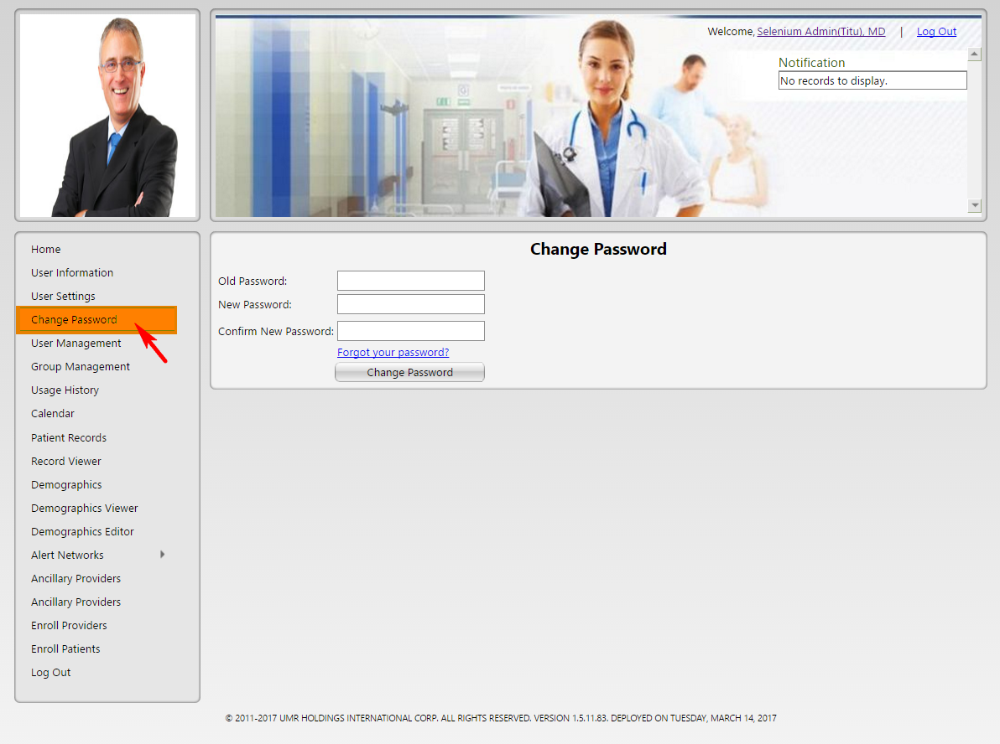 Welcome, Selenium Admin(Titu), MD | Log Out
Notification
No records to display.
Home
User Information
User Settings
Change Password
User Management
Group Management
Usage History
Calendar
Patient Records
Record Viewer
Demographics
Demographics Viewer
Demographics Editor
Alert Networks
Ancillary Providers
Ancillary Providers
Enroll Providers
Enroll Patients
Log Out
Change Password
Old Password:
New Password:
Confirm New Password:
Forgot your password?
Change Password
© 2011-2017 UMR HOLDINGS INTERNATIONAL CORP. ALL RIGHTS RESERVED. VERSION 1.5.11.83. DEPLOYED ON TUESDAY, MARCH 14, 2017